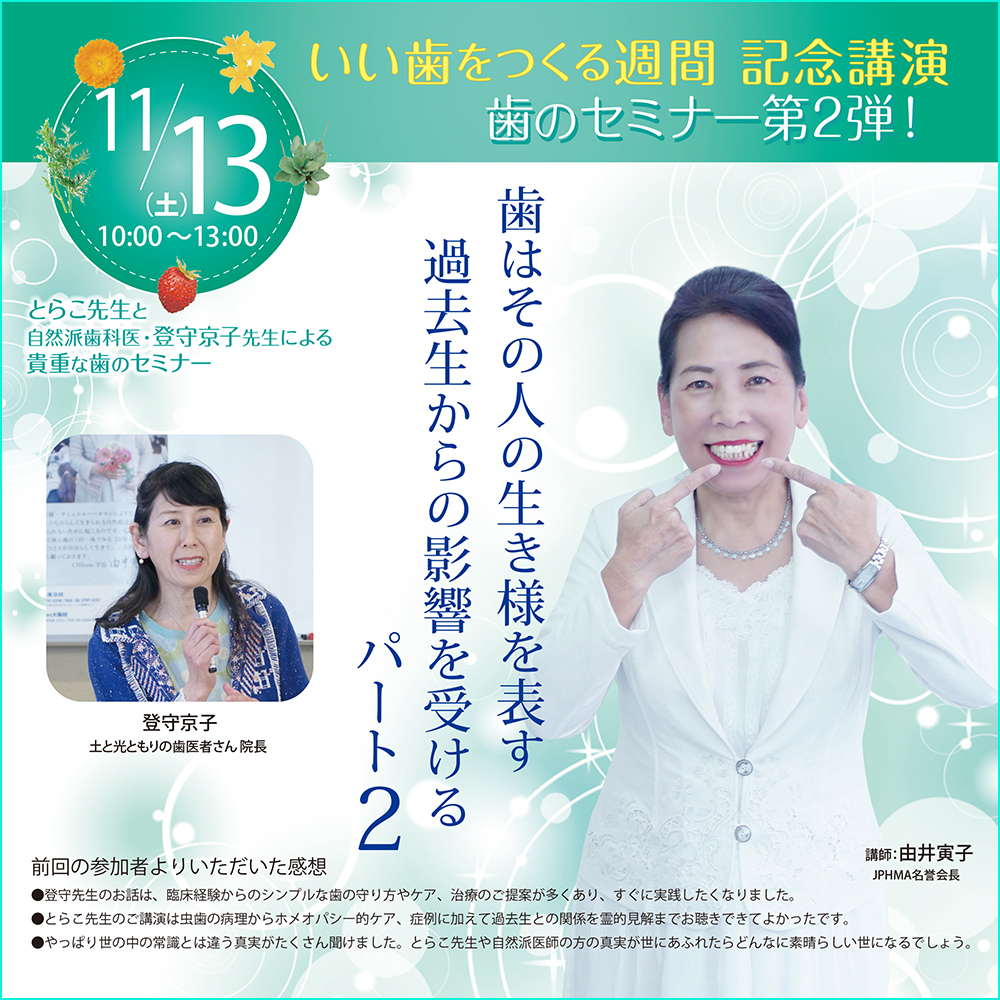 いい歯をつくる週間 記念講演
歯のセミナー第2弾！
11/13
（土）
10:00～13:00
とらこ先生と
自然派歯科医・登守京子先生による
貴重な歯のセミナー
歯はその人の生き様を表す
過去生からの影響を受ける
パート2
登守京子
土と光ともりの歯医者さん 院長
講師：由井寅子
JPHMA名誉会長
前回の参加者よりいただいた感想
●登守先生のお話は、臨床経験からのシンプルな歯の守り方やケア、治療のご提案が多くあり、すぐに実践したくなりました。
●とらこ先生のご講演は虫歯の病理からホメオパシー的ケア、症例に加えて過去生との関係を霊的見解までお聴きできてよかったです。
●やっぱり世の中の常識とは違う真実がたくさん聞けました。とらこ先生や自然派医師の方の真実が世にあふれたらどんなに素晴らしい世になるでしょう。